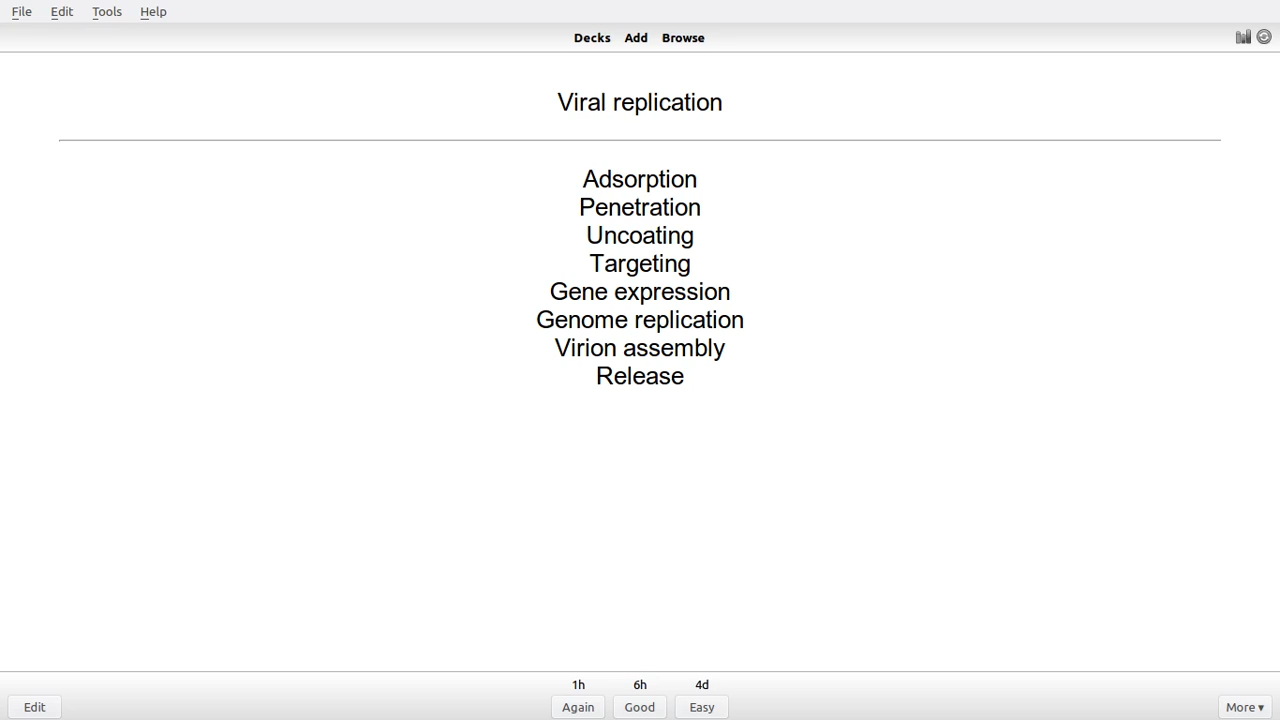 File Edit Tools Help
Decks Add Browse
Viral replication
Adsorption
Penetration
Uncoating
Targeting
Gene expression
Genome replication
Virion assembly
Release
1h 6h 4d
Edit Again Good Easy More ▾